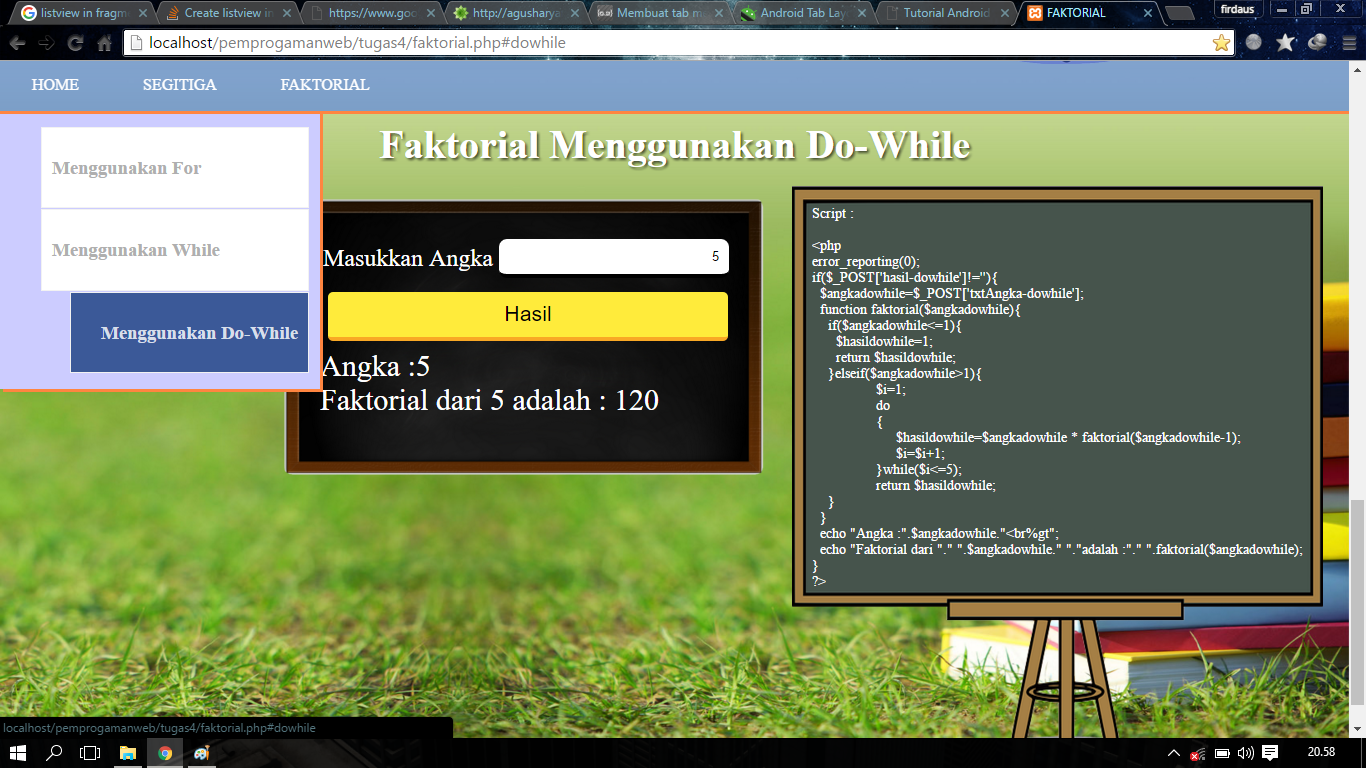 listview in fragm
Create listview in
https://www.goo
http://agusharya
Membuat tab m
Android Tab Lay
Tutorial Android
FAKTORIAL
firdaus
localhost/pemprogamanweb/tugas4/faktorial.php#dowhile
HOME SEGITIGA FAKTORIAL
Menggunakan For
Menggunakan While
Menggunakan Do-While
Faktorial Menggunakan Do-While
Masukkan Angka 5
Hasil
Angka :5
Faktorial dari 5 adalah : 120
Script :
<php
error_reporting(0);
if($_POST['hasil-dowhile']!=''){
$angkadowhile=$_POST['txtAngka-dowhile'];
function faktorial($angkadowhile){
if($angkadowhile<=1){
$hasildowhile=1;
return $hasildowhile;
}elseif($angkadowhile>1){
$i=1;
do
{
$hasildowhile=$angkadowhile * faktorial($angkadowhile-1);
$i=$i+1;
}while($i<=5);
return $hasildowhile;
}
}
echo "Angka :".$angkadowhile."<br%gt";
echo "Faktorial dari "." ".$angkadowhile." "."adalah :"." ".faktorial($angkadowhile);
}
?>
localhost/pemprogamanweb/tugas4/faktorial.php#dowhile
20.58